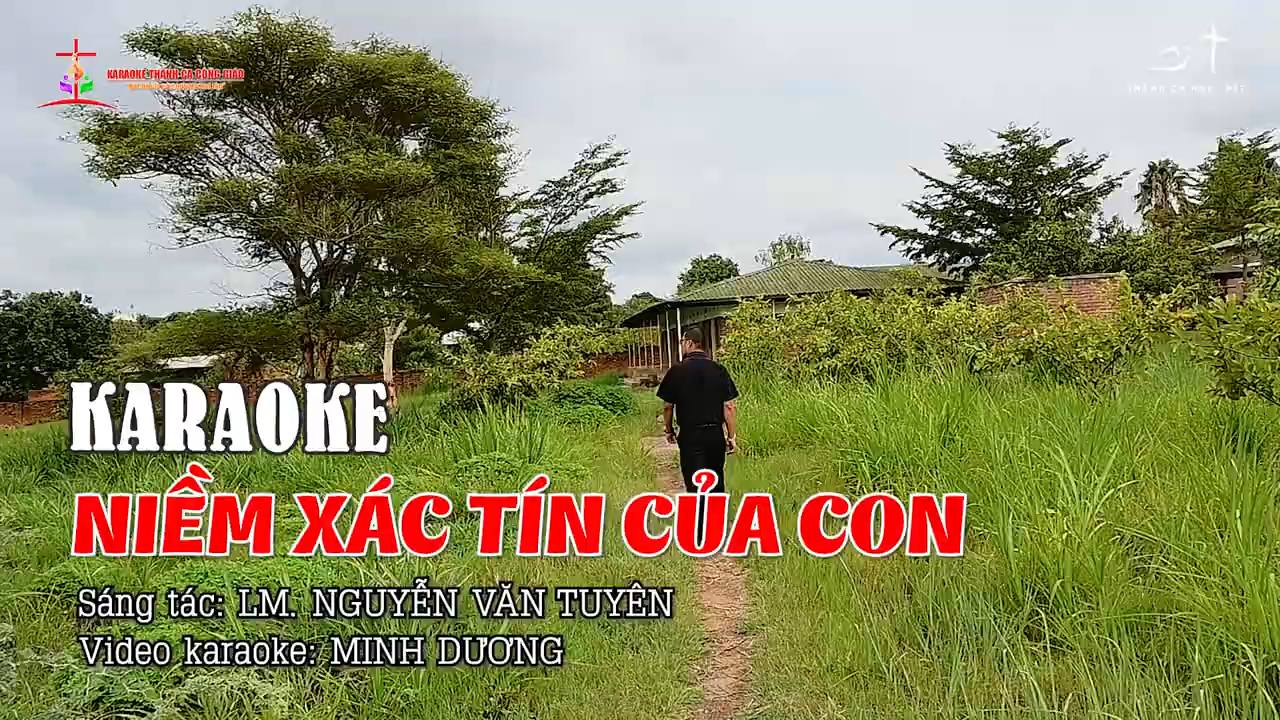 KARAOKE THÁNH CA CÔNG GIÁO
KARAOKE
NIỀM XÁC TÍN CỦA CON
Sáng tác: LM. NGUYỄN VĂN TUYÊN
Video karaoke: MINH DƯƠNG